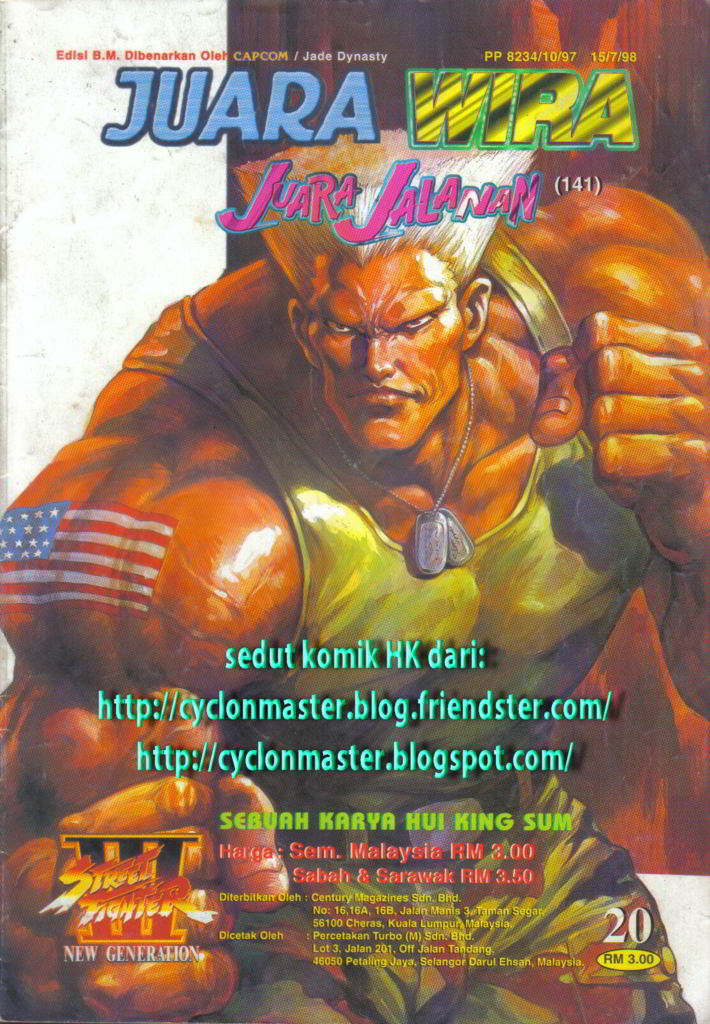 Edisi B.M. Dibenarkan Oleh CAPCOM / Jade Dynasty
PP 8234/10/97 15/7/98
JUARA WIRA
JUARA JALANAN (141)
sedut komik HK dari:
http://cyclonmaster.blog.friendster.com/
http://cyclonmaster.blogspot.com/
SEBUAH KARYA HUI KING SUM
Harga : Sem. Malaysia RM 3.00
Sabah & Sarawak RM 3.50
Diterbitkan Oleh : Century Magazines Sdn. Bhd.
No: 16,16A, 16B, Jalan Manis 3, Taman Segar,
56100 Cheras, Kuala Lumpur, Malaysia.
Dicetak Oleh : Percetakan Turbo (M) Sdn. Bhd.
Lot 3, Jalan 201, Off Jalan Tandang,
46050 Petaling Jaya, Selangor Darul Ehsan, Malaysia.
III
STREET
FIGHTER
NEW GENERATION
20
RM 3.00